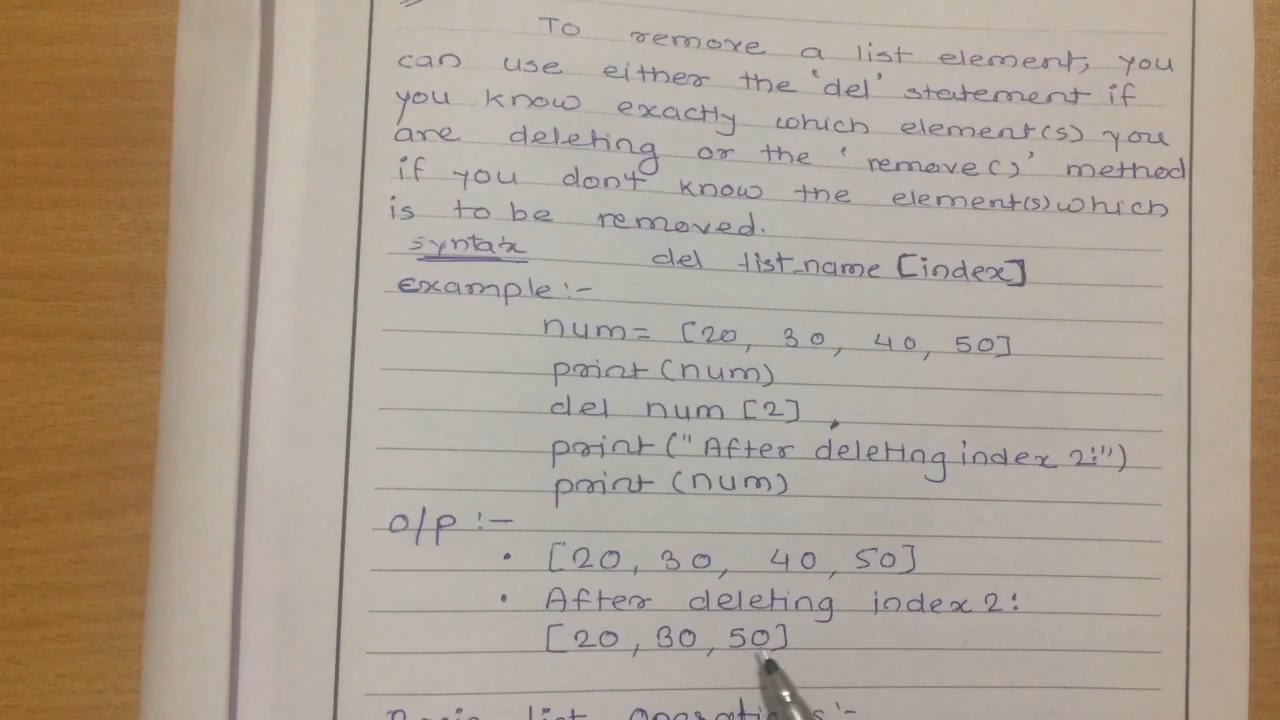 To remove a list element, you
can use either the 'del' statement if
you know exactly which element(s) you
are deleting or the 'remove()' method
if you don't know the element(s) which
is to be removed.
syntax del list_name [index]
Example:-
num= [20, 30, 40, 50]
print (num)
del num [2]
print ("After deleting index 2:")
print (num)
O/P :-
• [20, 30, 40, 50]
• After deleting index 2:
[20, 30, 50]
list